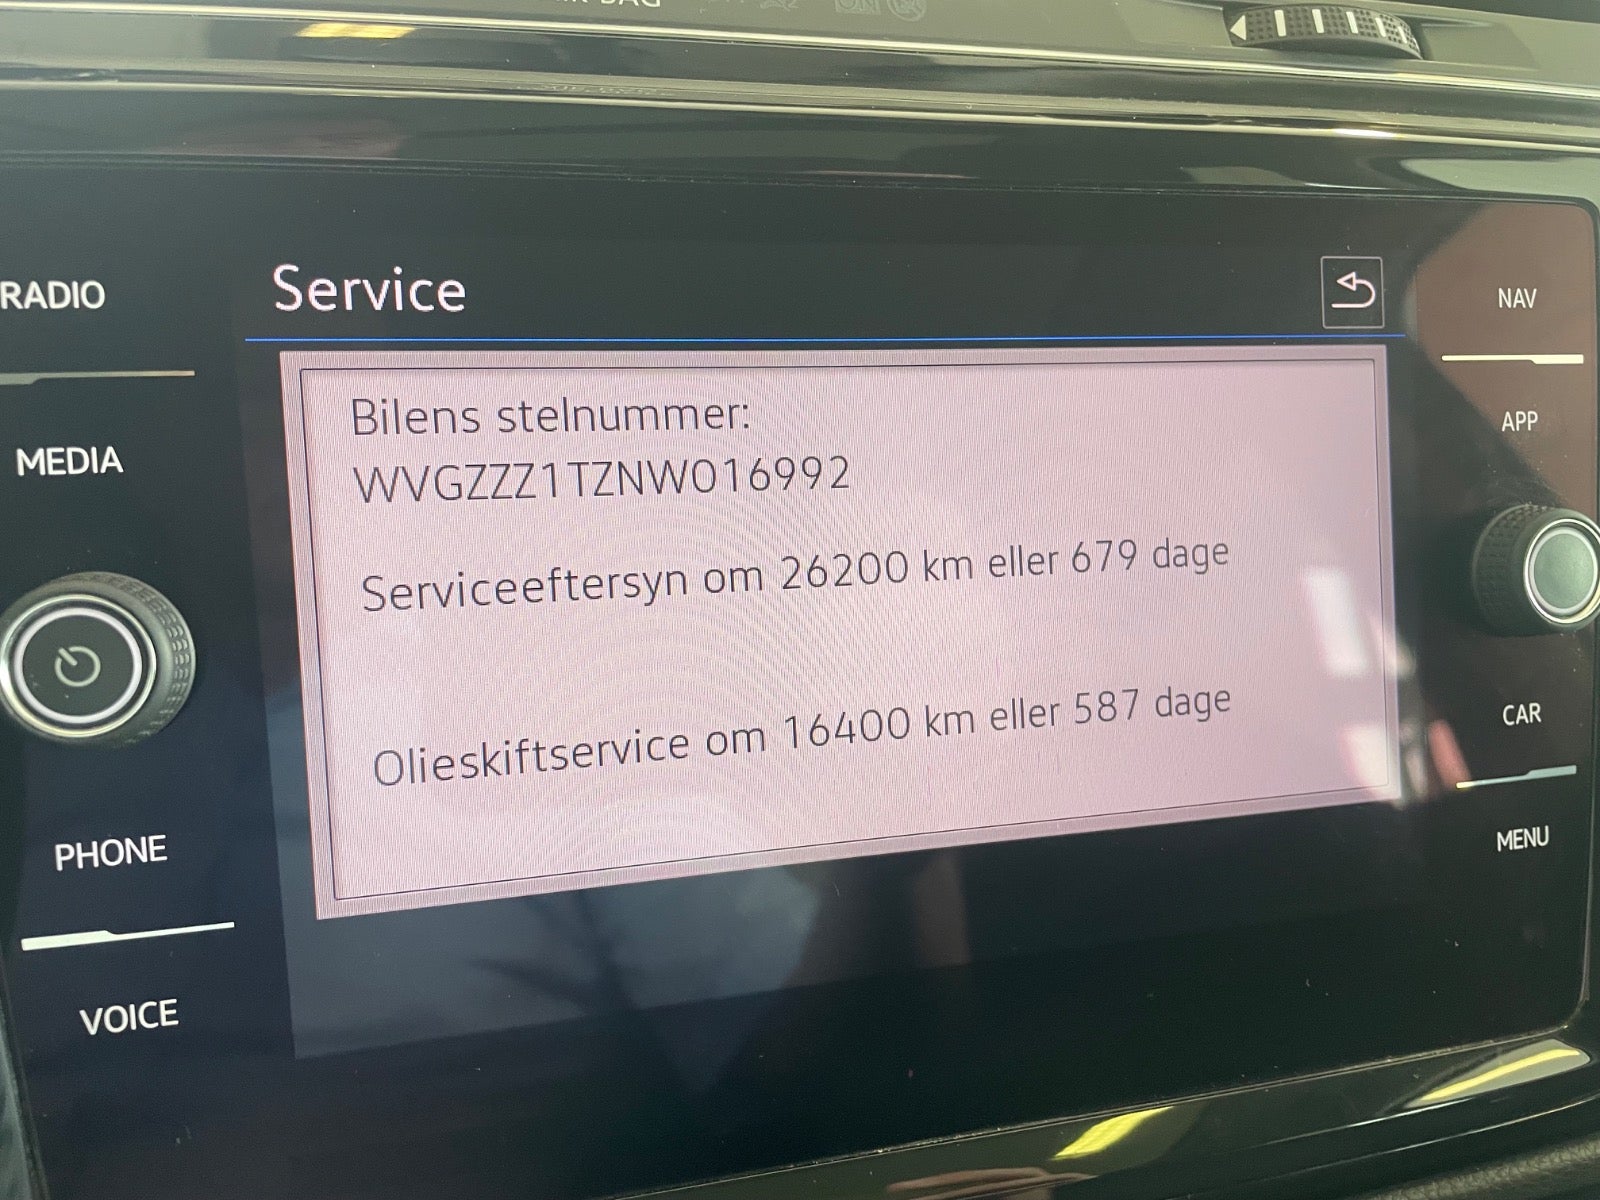 RADIO
MEDIA
PHONE
VOICE
Service
Bilens stelnummer:
WVGZZZ1TZNW016992
Serviceeftersyn om 26200 km eller 679 dage
Olieskiftservice om 16400 km eller 587 dage
NAV
APP
CAR
MENU